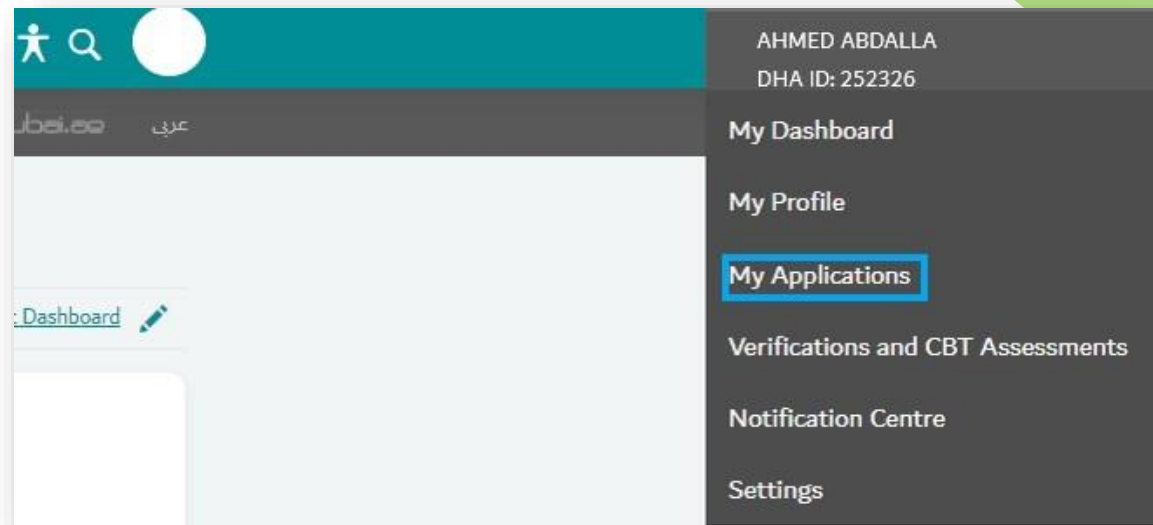 عربى
Dashboard
AHMED ABDALLA
DHA ID: 252326
My Dashboard
My Profile
My Applications
Verifications and CBT Assessments
Notification Centre
Settings